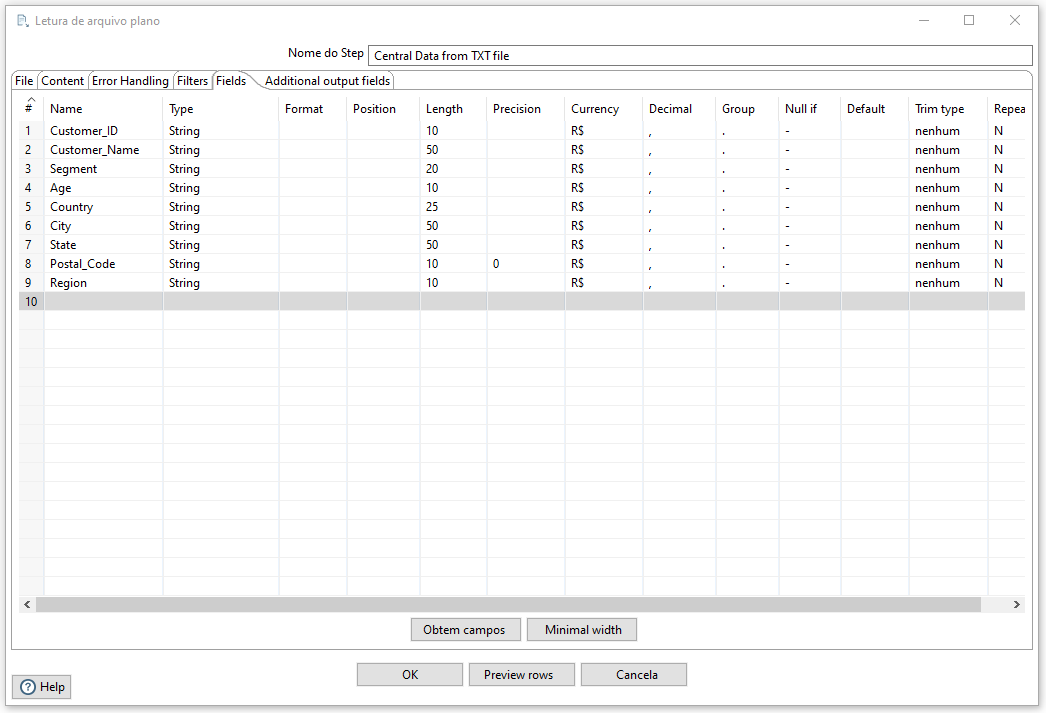 Letura de arquivo plano
Nome do Step Central Data from TXT file
File Content Error Handling Filters Fields Additional output fields
# Name Type Format Position Length Precision Currency Decimal Group Null if Default Trim type Repea
1 Customer_ID String 10 R$ , . - nenhum N
2 Customer_Name String 50 R$ , . - nenhum N
3 Segment String 20 R$ , . - nenhum N
4 Age String 10 R$ , . - nenhum N
5 Country String 25 R$ , . - nenhum N
6 City String 50 R$ , . - nenhum N
7 State String 50 R$ , . - nenhum N
8 Postal_Code String 10 0 R$ , . - nenhum N
9 Region String 10 R$ , . - nenhum N
10
Obtem campos Minimal width
OK Preview rows Cancela
Help